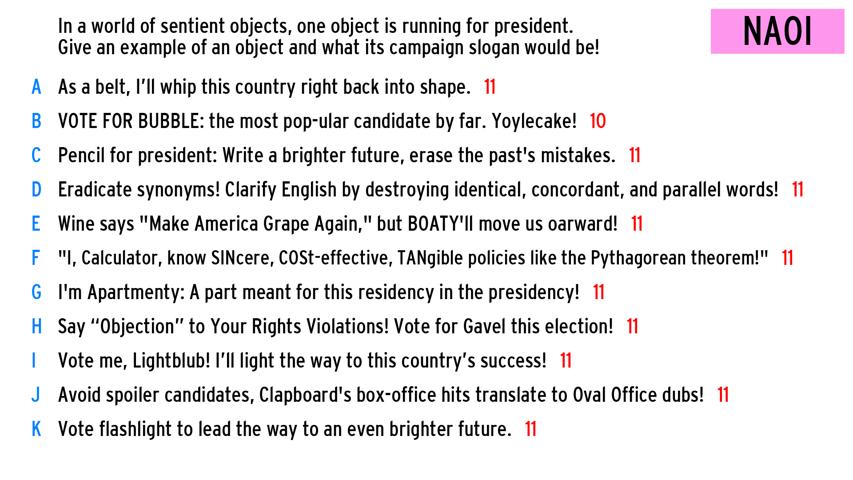 In a world of sentient objects, one object is running for president.
Give an example of an object and what its campaign slogan would be!
NAOI
A As a belt, I'll whip this country right back into shape. 11
B VOTE FOR BUBBLE: the most pop-ular candidate by far. Yoylecake! 10
C Pencil for president: Write a brighter future, erase the past's mistakes. 11
D Eradicate synonyms! Clarify English by destroying identical, concordant, and parallel words! 11
E Wine says "Make America Grape Again," but BOATY'll move us oarward! 11
F "I, Calculator, know SINcere, COSt-effective, TANgible policies like the Pythagorean theorem!" 11
G I'm Apartmenty: A part meant for this residency in the presidency! 11
H Say “Objection” to Your Rights Violations! Vote for Gavel this election! 11
I Vote me, Lightblub! I’ll light the way to this country’s success! 11
J Avoid spoiler candidates, Clapboard's box-office hits translate to Oval Office dubs! 11
K Vote flashlight to lead the way to an even brighter future. 11